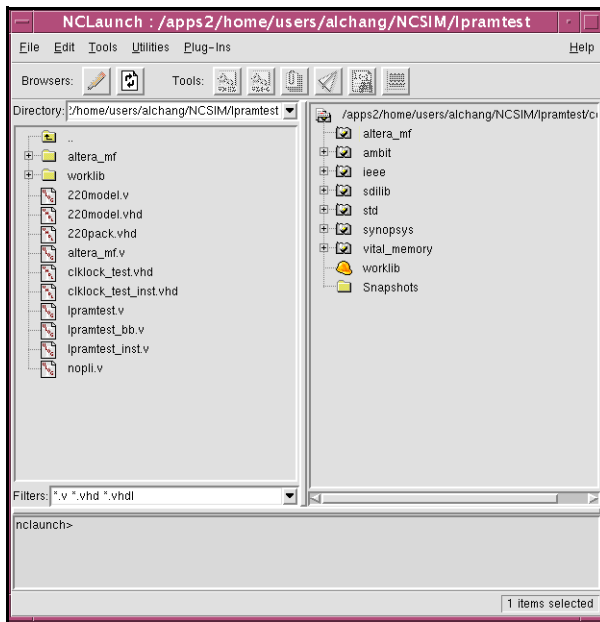 NCLaunch : /apps2/home/users/alchang/NCSIM/lpramtest
File Edit Tools Utilities Plug-Ins Help
Browsers: Tools:
Directory: ?/home/users/alchang/NCSIM/lpramtest
..
altera_mf
worklib
220model.v
220model.vhd
220pack.vhd
altera_mf.v
clklock_test.vhd
clklock_test_inst.vhd
lpramtest.v
lpramtest_bb.v
lpramtest_inst.v
nopli.v
Filters: *.v *.vhd *.vhdl
/apps2/home/users/alchang/NCSIM/lpramtest/c
altera_mf
ambit
ieee
sdilib
std
synopsys
vital_memory
worklib
Snapshots
nclaunch>
1 items selected